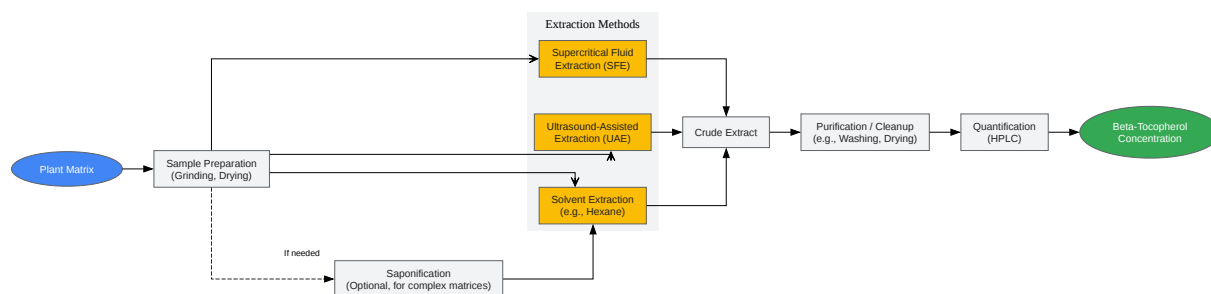 Extraction Methods
Supercritical Fluid
Extraction (SFE)
Ultrasound-Assisted
Extraction (UAE)
Crude Extract
Purification / Cleanup
(e.g., Washing, Drying)
Quantification
(HPLC)
Beta-Tocopherol
Concentration
Plant Matrix
Sample Preparation
(Grinding, Drying)
Solvent Extraction
(e.g., Hexane)
If needed
Saponification
(Optional, for complex matrices)